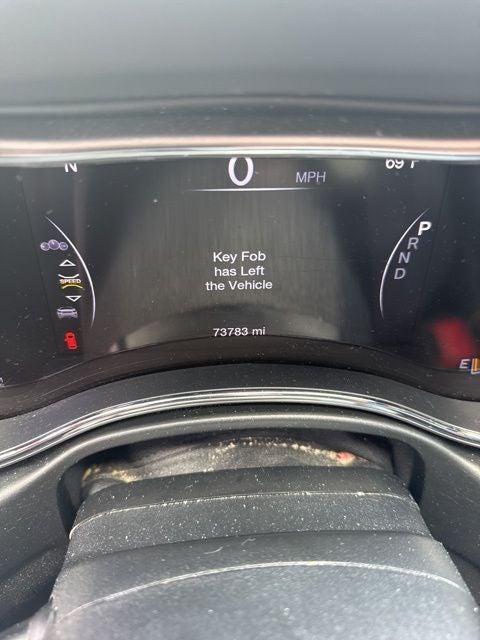 N
0 MPH
69°F
SPEED
Key Fob
has Left
the Vehicle
P
R
N
D
73783 mi
E